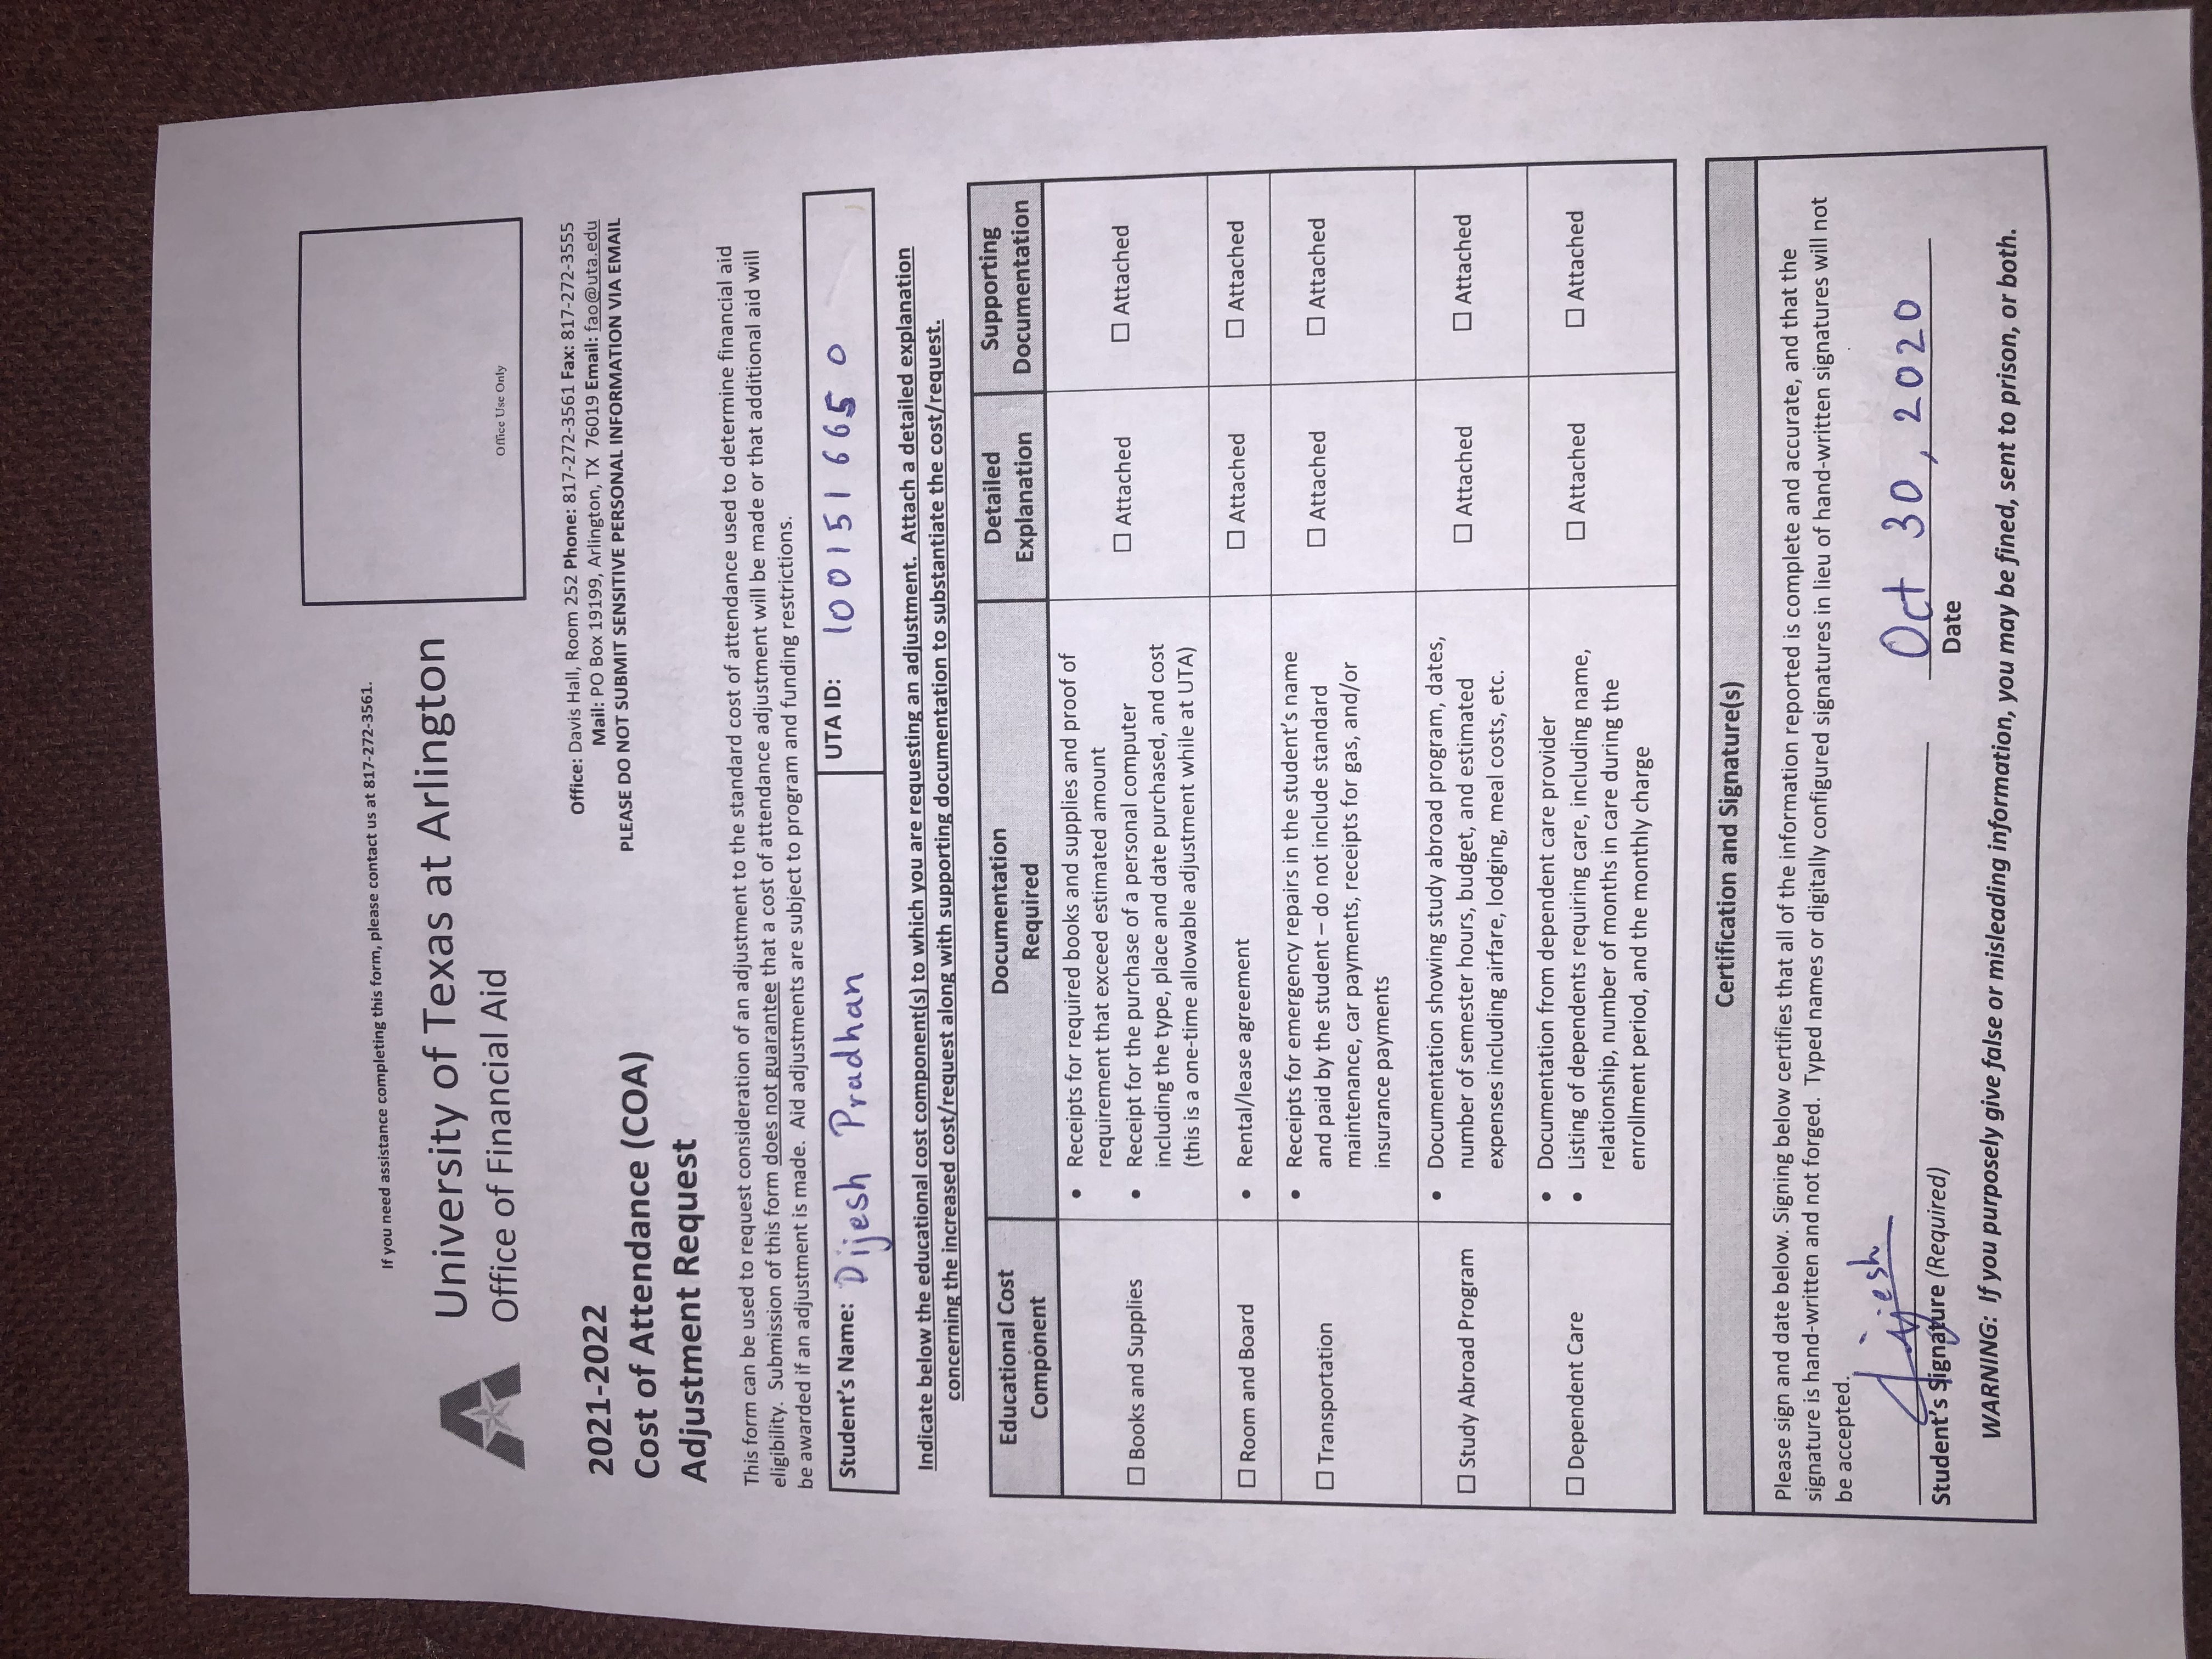 If you need assistance completing this form, please contact us at 817-272-3561.
University of Texas at Arlington
Office of Financial Aid
Office Use Only
2021-2022
Cost of Attendance (COA)
Adjustment Request
Office: Davis Hall, Room 252 Phone: 817-272-3561 Fax: 817-272-3555
Mail: PO Box 19199, Arlington, TX 76019 Email: fao@uta.edu
PLEASE DO NOT SUBMIT SENSITIVE PERSONAL INFORMATION VIA EMAIL
This form can be used to request consideration of an adjustment to the standard cost of attendance used to determine financial aid
eligibility. Submission of this form does not guarantee that a cost of attendance adjustment will be made or that additional aid will
be awarded if an adjustment is made. Aid adjustments are subject to program and funding restrictions.
Student's Name: Dijesh Pradhan UTA ID: 1001516650
Indicate below the educational cost component(s) to which you are requesting an adjustment. Attach a detailed explanation
concerning the increased cost/request along with supporting documentation to substantiate the cost/request.
Educational Cost
Component
Documentation
Required
Detailed
Explanation
Supporting
Documentation
☐ Books and Supplies
• Receipts for required books and supplies and proof of
requirement that exceed estimated amount
• Receipt for the purchase of a personal computer
including the type, place and date purchased, and cost
(this is a one-time allowable adjustment while at UTA)
☐ Attached
☐ Attached
☐ Room and Board
• Rental/lease agreement
☐ Attached
☐ Attached
☐ Transportation
• Receipts for emergency repairs in the student's name
and paid by the student – do not include standard
maintenance, car payments, receipts for gas, and/or
insurance payments
☐ Attached
☐ Attached
☐ Study Abroad Program
• Documentation showing study abroad program, dates,
number of semester hours, budget, and estimated
expenses including airfare, lodging, meal costs, etc.
☐ Attached
☐ Attached
☐ Dependent Care
• Documentation from dependent care provider
• Listing of dependents requiring care, including name,
relationship, number of months in care during the
enrollment period, and the monthly charge
☐ Attached
☐ Attached
Certification and Signature(s)
Please sign and date below. Signing below certifies that all of the information reported is complete and accurate, and that the
signature is hand-written and not forged. Typed names or digitally configured signatures in lieu of hand-written signatures will not
be accepted.
Dijesh
Oct 30, 2020
Student's Signature (Required)
Date
WARNING: If you purposely give false or misleading information, you may be fined, sent to prison, or both.